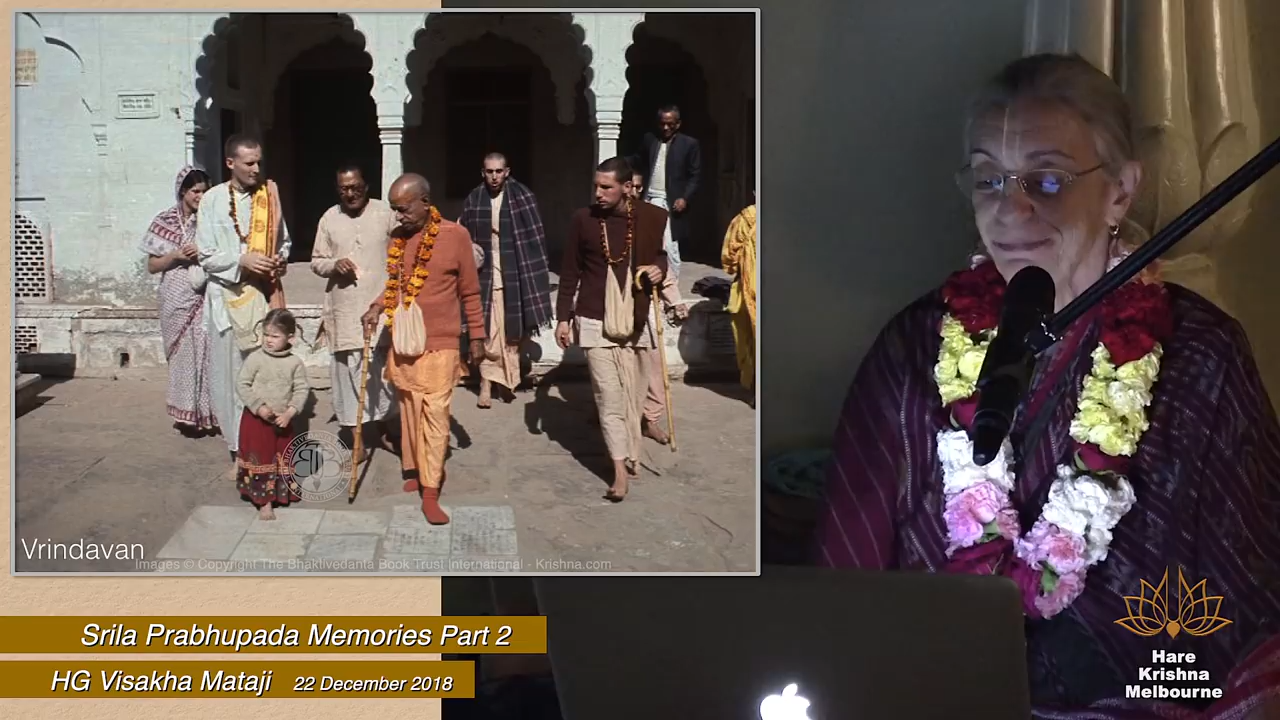 Vrindavan
Images © Copyright The Bhaktivedanta Book Trust International - Krishna.com
Srila Prabhupada Memories Part 2
HG Visakha Mataji 22 December 2018
Hare
Krishna
Melbourne